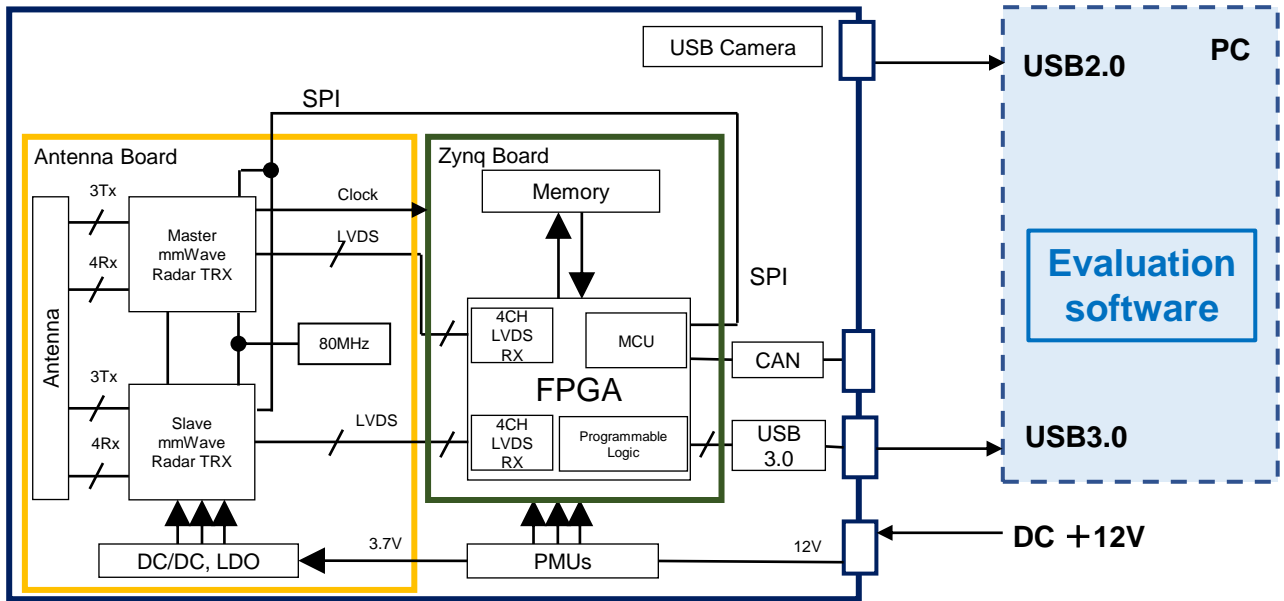 USB Camera
PC
USB2.0
SPI
Antenna Board
Zynq Board
3Tx
Clock
Memory
Master
mmWave
Radar TRX
LVDS
4Rx
SPI
Evaluation
software
4CH
LVDS
RX
MCU
80MHz
CAN
Antenna
FPGA
3Tx
Slave
mmWave
Radar TRX
LVDS
4CH
LVDS
RX
Programmable
Logic
USB
3.0
USB3.0
4Rx
3.7V
12V
DC +12V
DC/DC, LDO
PMUs